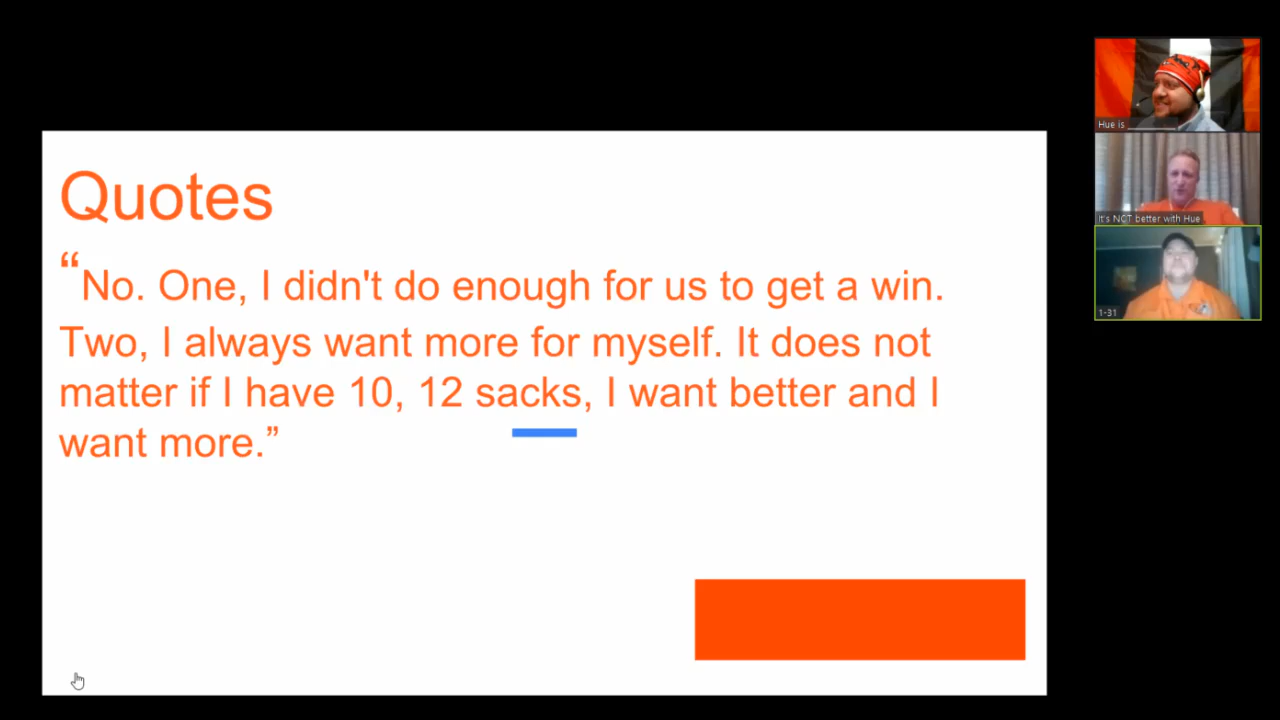 Quotes
“No. One, I didn't do enough for us to get a win.
Two, I always want more for myself. It does not
matter if I have 10, 12 sacks, I want better and I
want more.”
Hue is ________
it's NOT better with Hue
1-31